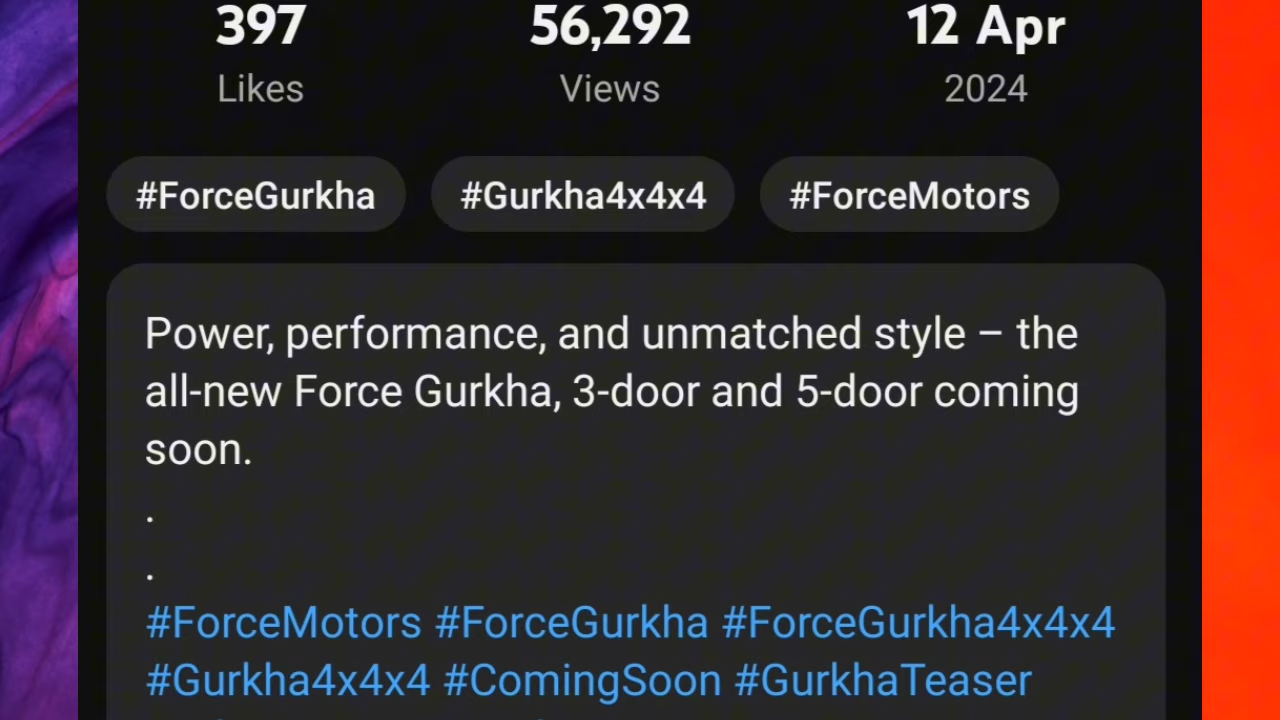 397 56,292 12 Apr
Likes Views 2024
#ForceGurkha #Gurkha4x4x4 #ForceMotors
Power, performance, and unmatched style – the
all-new Force Gurkha, 3-door and 5-door coming
soon.
.
.
#ForceMotors #ForceGurkha #ForceGurkha4x4x4
#Gurkha4x4x4 #ComingSoon #GurkhaTeaser